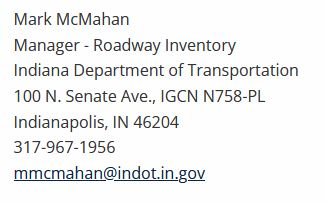 Mark McMahan
Manager - Roadway Inventory
Indiana Department of Transportation
100 N. Senate Ave., IGCN N758-PL
Indianapolis, IN 46204
317-967-1956
mmcmahan@indot.in.gov